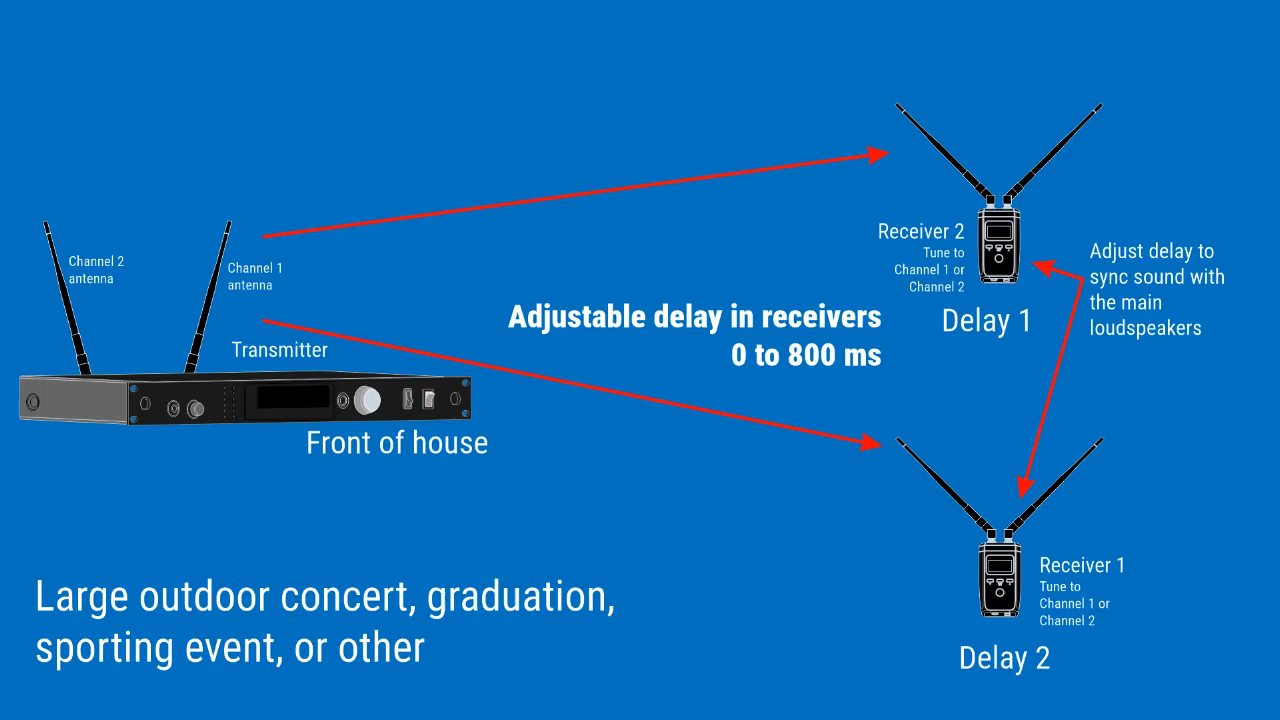 Channel 2
antenna
Channel 1
antenna
Transmitter
Front of house
Adjustable delay in receivers
0 to 800 ms
Receiver 2
Tune to
Channel 1 or
Channel 2
Delay 1
Adjust delay to
sync sound with
the main
loudspeakers
Receiver 1
Tune to
Channel 1 or
Channel 2
Delay 2
Large outdoor concert, graduation,
sporting event, or other